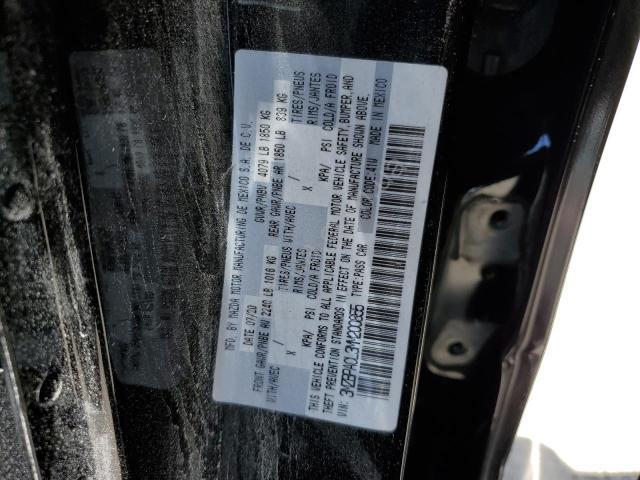 MFD. BY MAZDA MOTOR MANUFACTURING DE MEXICO S.A. DE C.V.
DATE 07/20 GVWR/PNBV 4079 LB 1850 KG
FRONT GAWR/PNBE AV 2240 LB 1016 KG REAR GAWR/PNBE AR 1850 LB 839 KG
WITH/AVEC TIRES/PNEUS WITH/AVEC TIRES/PNEUS
X RIMS/JANTES X RIMS/JANTES
KPA/ PSI COLD/A FROID KPA/ PSI COLD/A FROID
THIS VEHICLE CONFORMS TO ALL APPLICABLE FEDERAL MOTOR VEHICLE SAFETY, BUMPER, AND
THEFT PREVENTION STANDARDS IN EFFECT ON THE DATE OF MANUFACTURE SHOWN ABOVE.
VIN: TYPE:PASS CAR COLOR CODE:41V MADE IN MEXICO